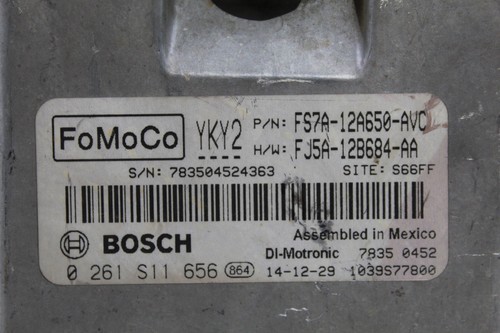 FoMoCo YKY2 P/N: FS7A-12A650-AVC
H/W: FJ5A-12B684-AA
S/N: 783504524363 SITE: S66FF
BOSCH Assembled in Mexico
DI-Motronic 7835 0452
0 261 S11 656 864 14-12-29 1039S77800